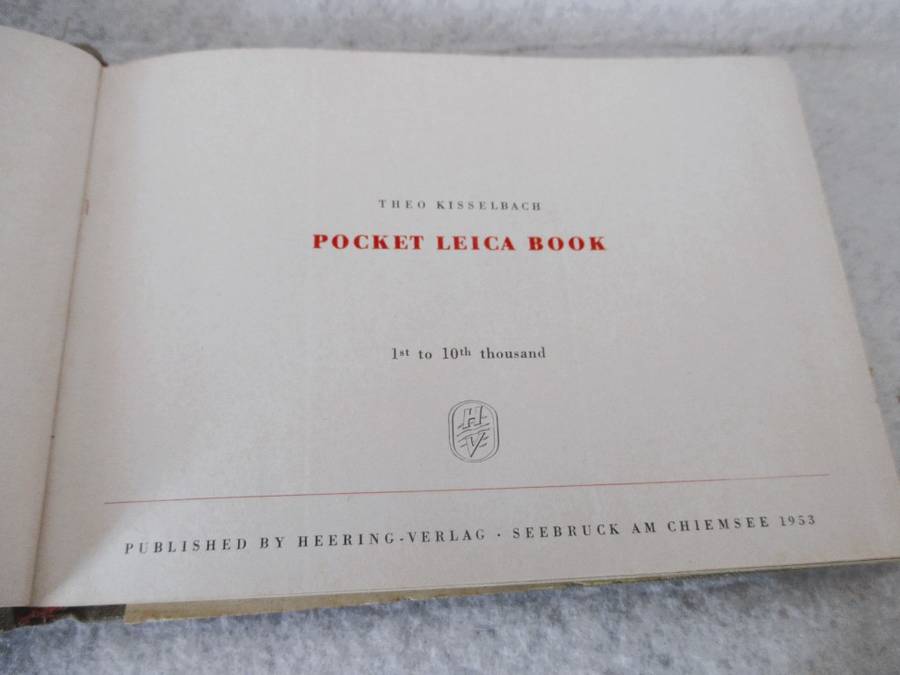 THEO KISSELBACH
POCKET LEICA BOOK
1st to 10th thousand
H
V
PUBLISHED BY HEERING-VERLAG · SEEBRUCK AM CHIEMSEE 1953